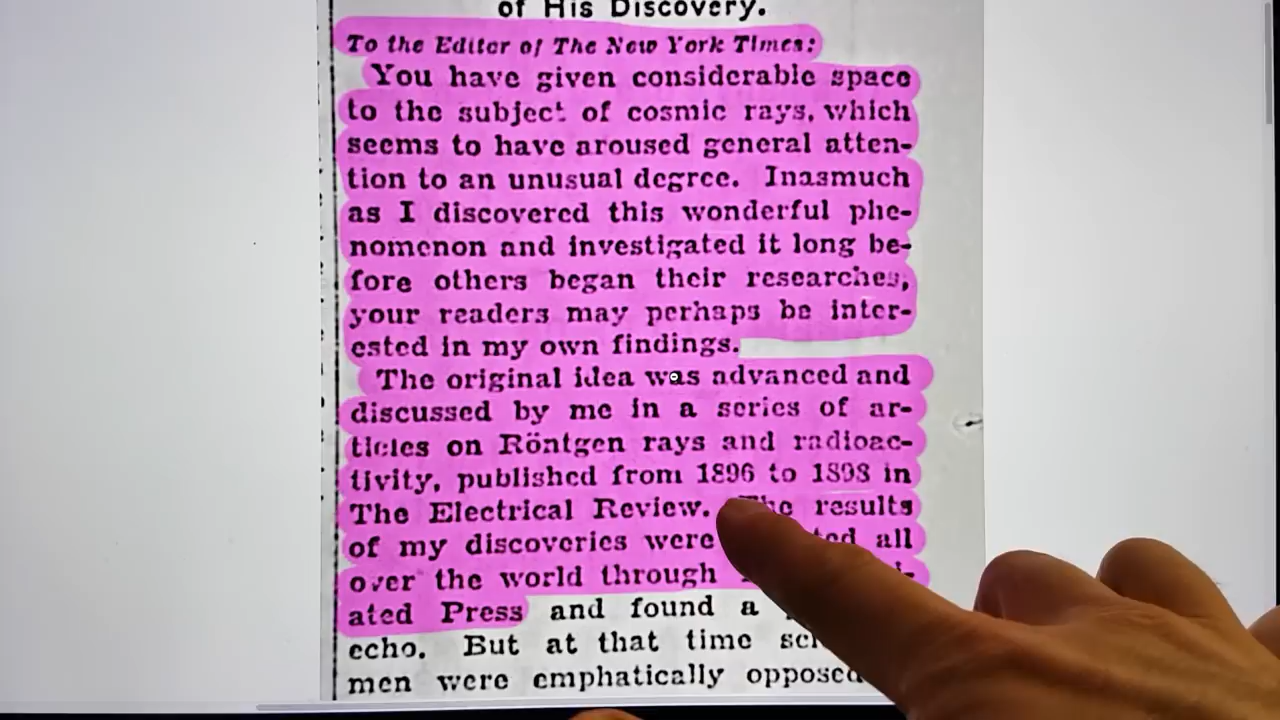 of His Discovery.
To the Editor of The New York Times:
You have given considerable space
to the subject of cosmic rays, which
seems to have aroused general atten-
tion to an unusual degree. Inasmuch
as I discovered this wonderful phe-
nomenon and investigated it long be-
fore others began their researches,
your readers may perhaps be inter-
ested in my own findings.
The original idea was advanced and
discussed by me in a series of ar-
ticles on Röntgen rays and radioac-
tivity, published from 1896 to 1898 in
The Electrical Review. The results
of my discoveries were all
over the world through
ated Press and found a
echo. But at that time
men were emphatically opposed